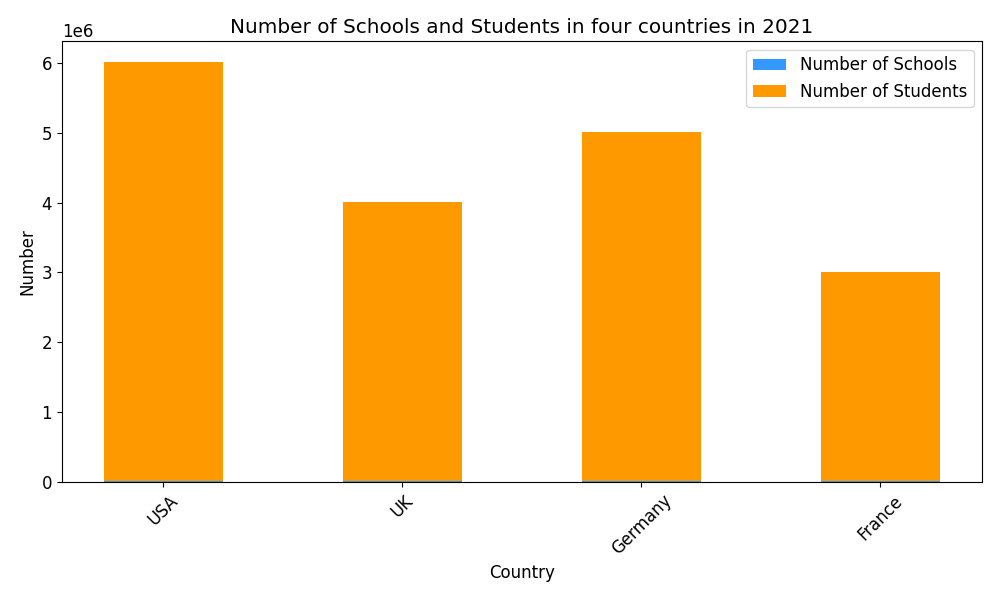 Number of Schools and Students in four countries in 2021
1e6
Number of Schools
Number of Students
6
5
4
3
2
1
0
Number
USA
UK
Germany
France
Country